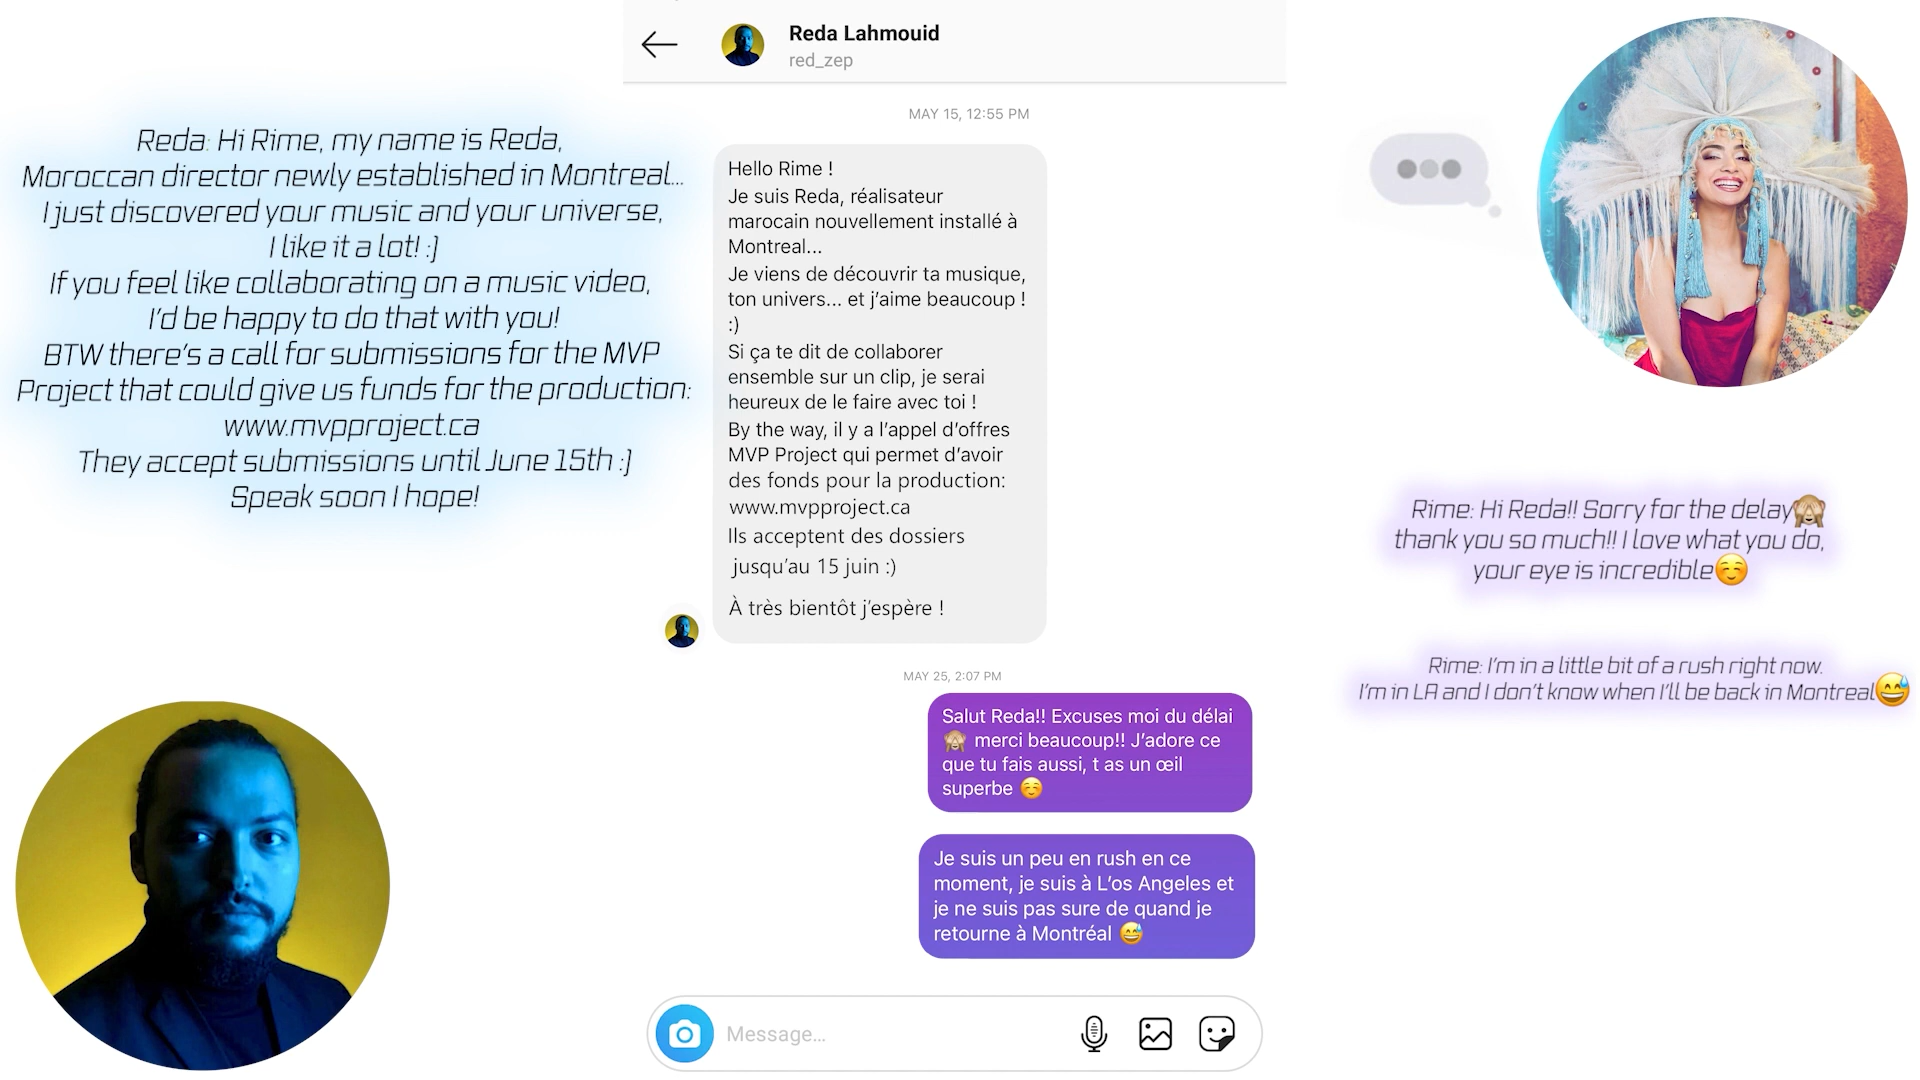 Reda: Hi Rime, my name is Reda,
Moroccan director newly established in Montreal...
I just discovered your music and your universe,
I like it a lot! :)
If you feel like collaborating on a music video,
I'd be happy to do that with you!
BTW there's a call for submissions for the MVP
Project that could give us funds for the production:
www.mvpproject.ca
They accept submissions until June 15th :)
Speak soon I hope!
Reda Lahmouid
red_zep
MAY 15, 12:55 PM
Hello Rime !
Je suis Reda, réalisateur
marocain nouvellement installé à
Montreal...
Je viens de découvrir ta musique,
ton univers... et j'aime beaucoup !
:)
Si ça te dit de collaborer
ensemble sur un clip, je serai
heureux de le faire avec toi !
By the way, il y a l'appel d'offres
MVP Project qui permet d'avoir
des fonds pour la production:
www.mvpproject.ca
Ils acceptent des dossiers
jusqu'au 15 juin :)
À très bientôt j'espère !
MAY 25, 2:07 PM
Salut Reda!! Excuses moi du délai
🙈 merci beaucoup!! J'adore ce
que tu fais aussi, t as un œil
superbe ☺️
Je suis un peu en rush en ce
moment, je suis à L'os Angeles et
je ne suis pas sure de quand je
retourne à Montréal 😅
Message...
Rime: Hi Reda!! Sorry for the delay🙈
thank you so much!! I love what you do,
your eye is incredible☺️
Rime: I'm in a little bit of a rush right now.
I'm in LA and I don't know when I'll be back in Montreal😅